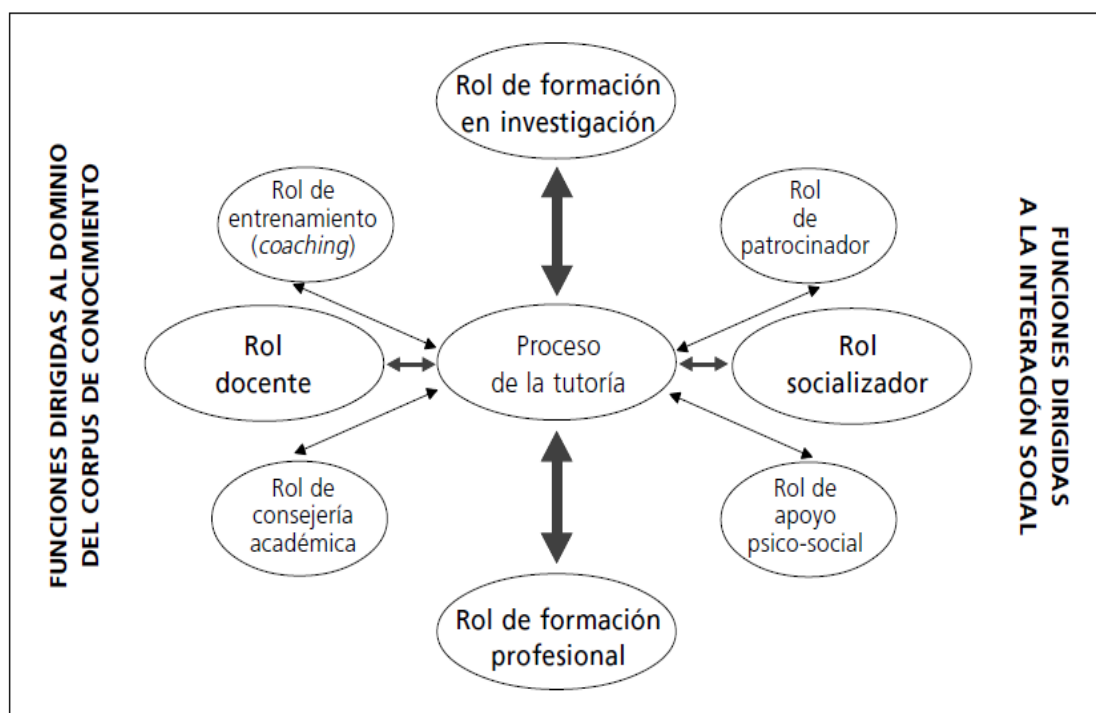 Rol de formación
en investigación
FUNCIONES DIRIGIDAS AL DOMINIO
DEL CORPUS DE CONOCIMIENTO
Rol de
entrenamiento
(coaching)
Rol
de
patrocinador
FUNCIONES DIRIGIDAS
A LA INTEGRACIÓN SOCIAL
Rol
docente
Proceso
de la tutoría
Rol
socializador
Rol de
consejería
académica
Rol de
apoyo
psico-social
Rol de formación
profesional